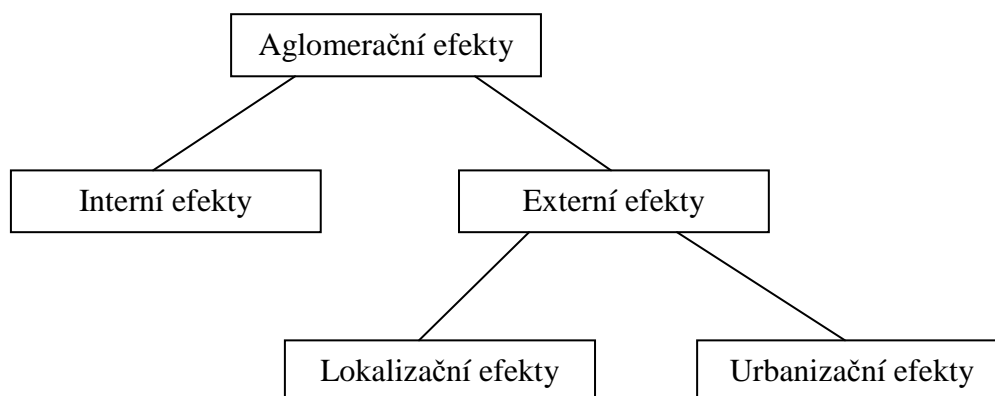 Aglomerační efekty
Interní efekty
Externí efekty
Lokalizační efekty
Urbanizační efekty